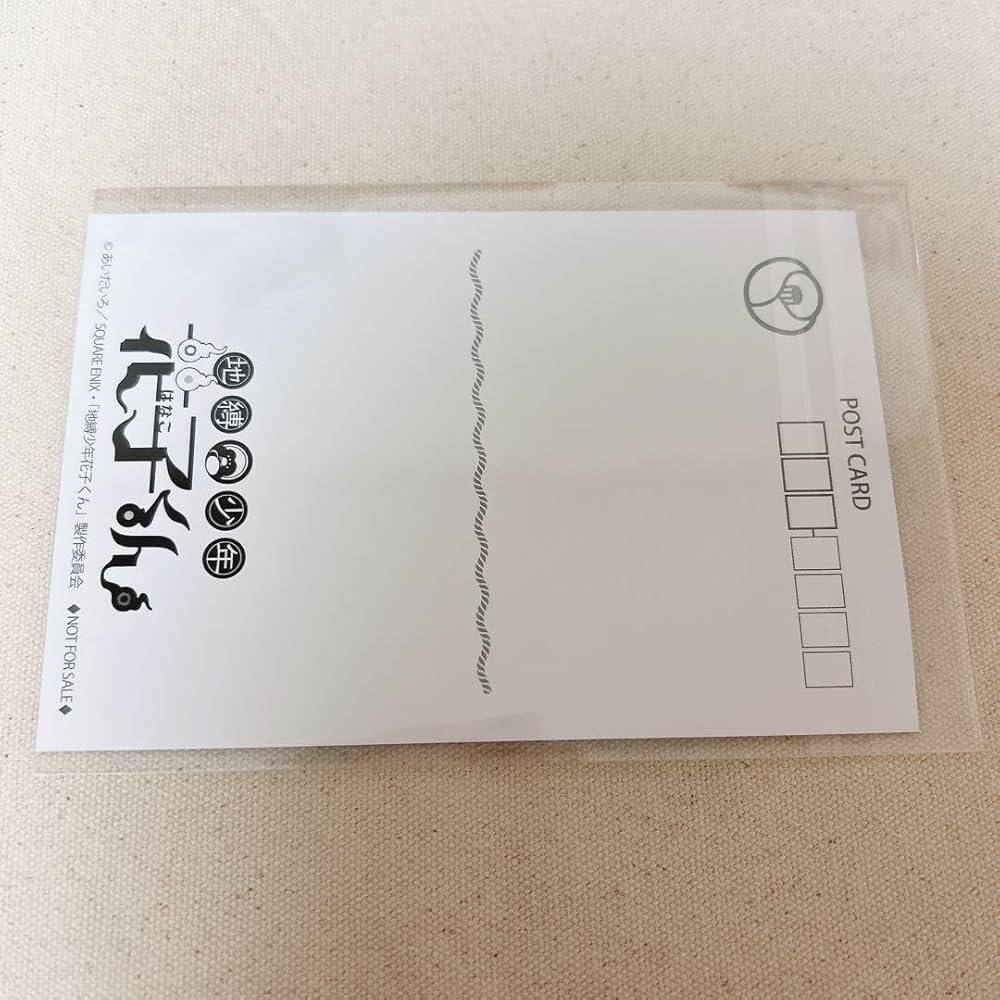 POST CARD
地縛少年
花子くん
はなこ
©あいだいろ／SQUARE ENIX・「地縛少年花子くん」製作委員会 ◆NOT FOR SALE◆